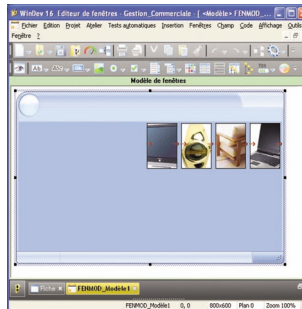 WinDev 16 Editeur de fenêtres - Gestion_Commerciale - [ <Modèle> FENMOD_...
Fichier Edition Projet Atelier Tests automatiques Insertion Fenêtres Champ Code Affichage Outils
Fenêtre ?
Modèle de fenêtres
Fiche FENMOD_Modèle1
FENMOD_Modèle1 0, 0 800x600 Plan 0 Zoom 100%